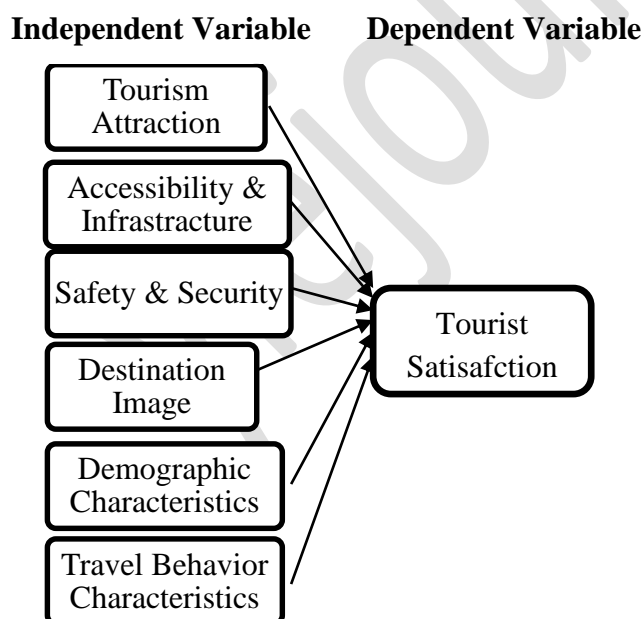 Independent Variable Dependent Variable
Tourism
Attraction
Accessibility &
Infrastracture
Safety & Security
Destination
Image
Demographic
Characteristics
Travel Behavior
Characteristics
Tourist
Satisafction